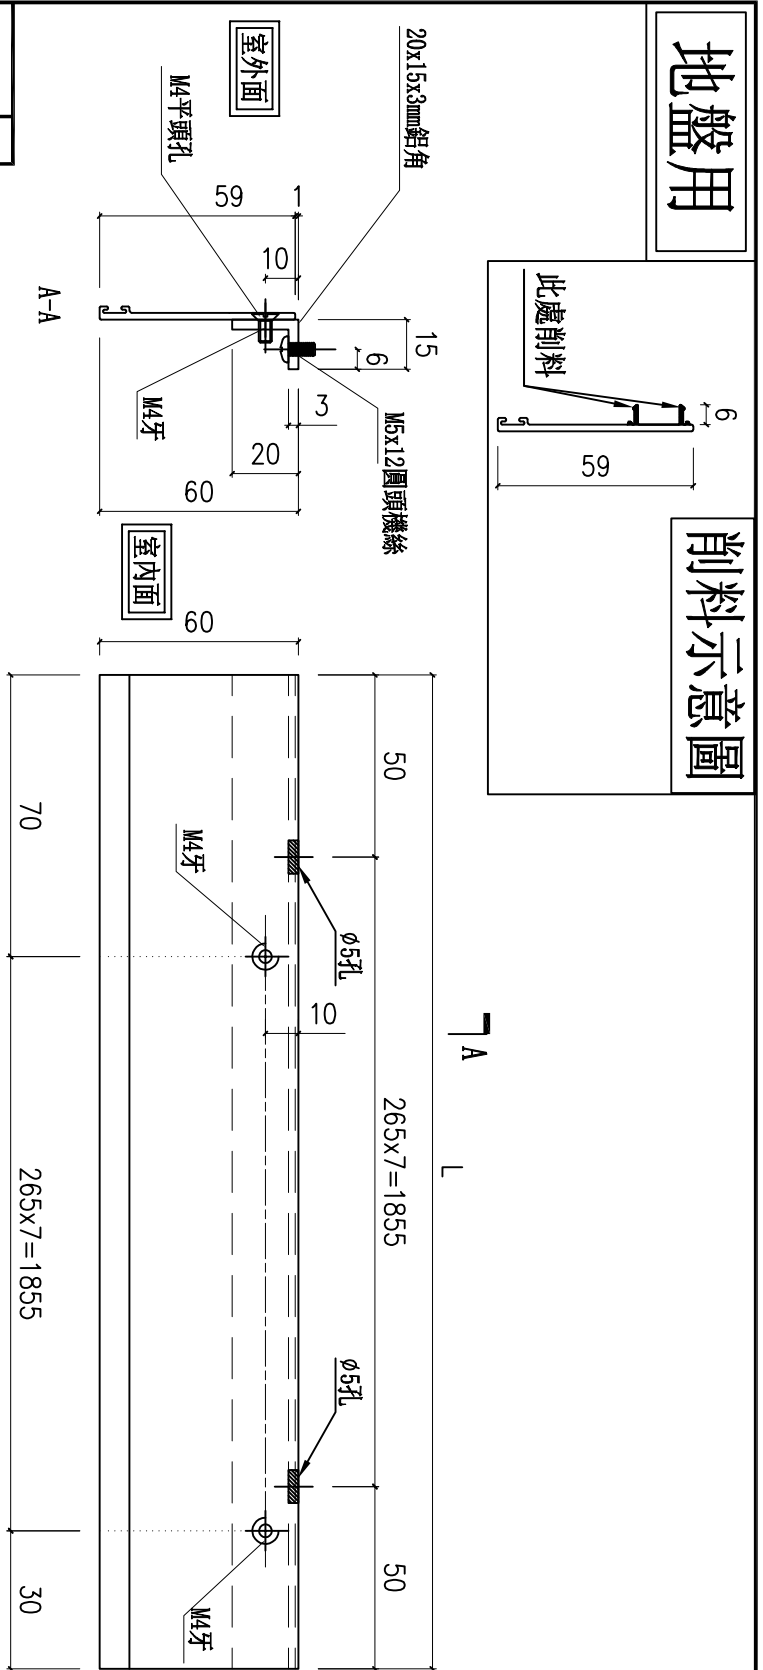 地盤用
削料示意圖
此處削料
6
59
室外面
20x15x3mm鋁角
M4平頭孔
59
1
10
15
6
3
20
60
M5x12圓頭機絲
M4牙
A-A
室內面
60
L
A
50
265x7=1855
50
Ø5孔
Ø5孔
10
M4牙
M4牙
70
265x7=1855
30